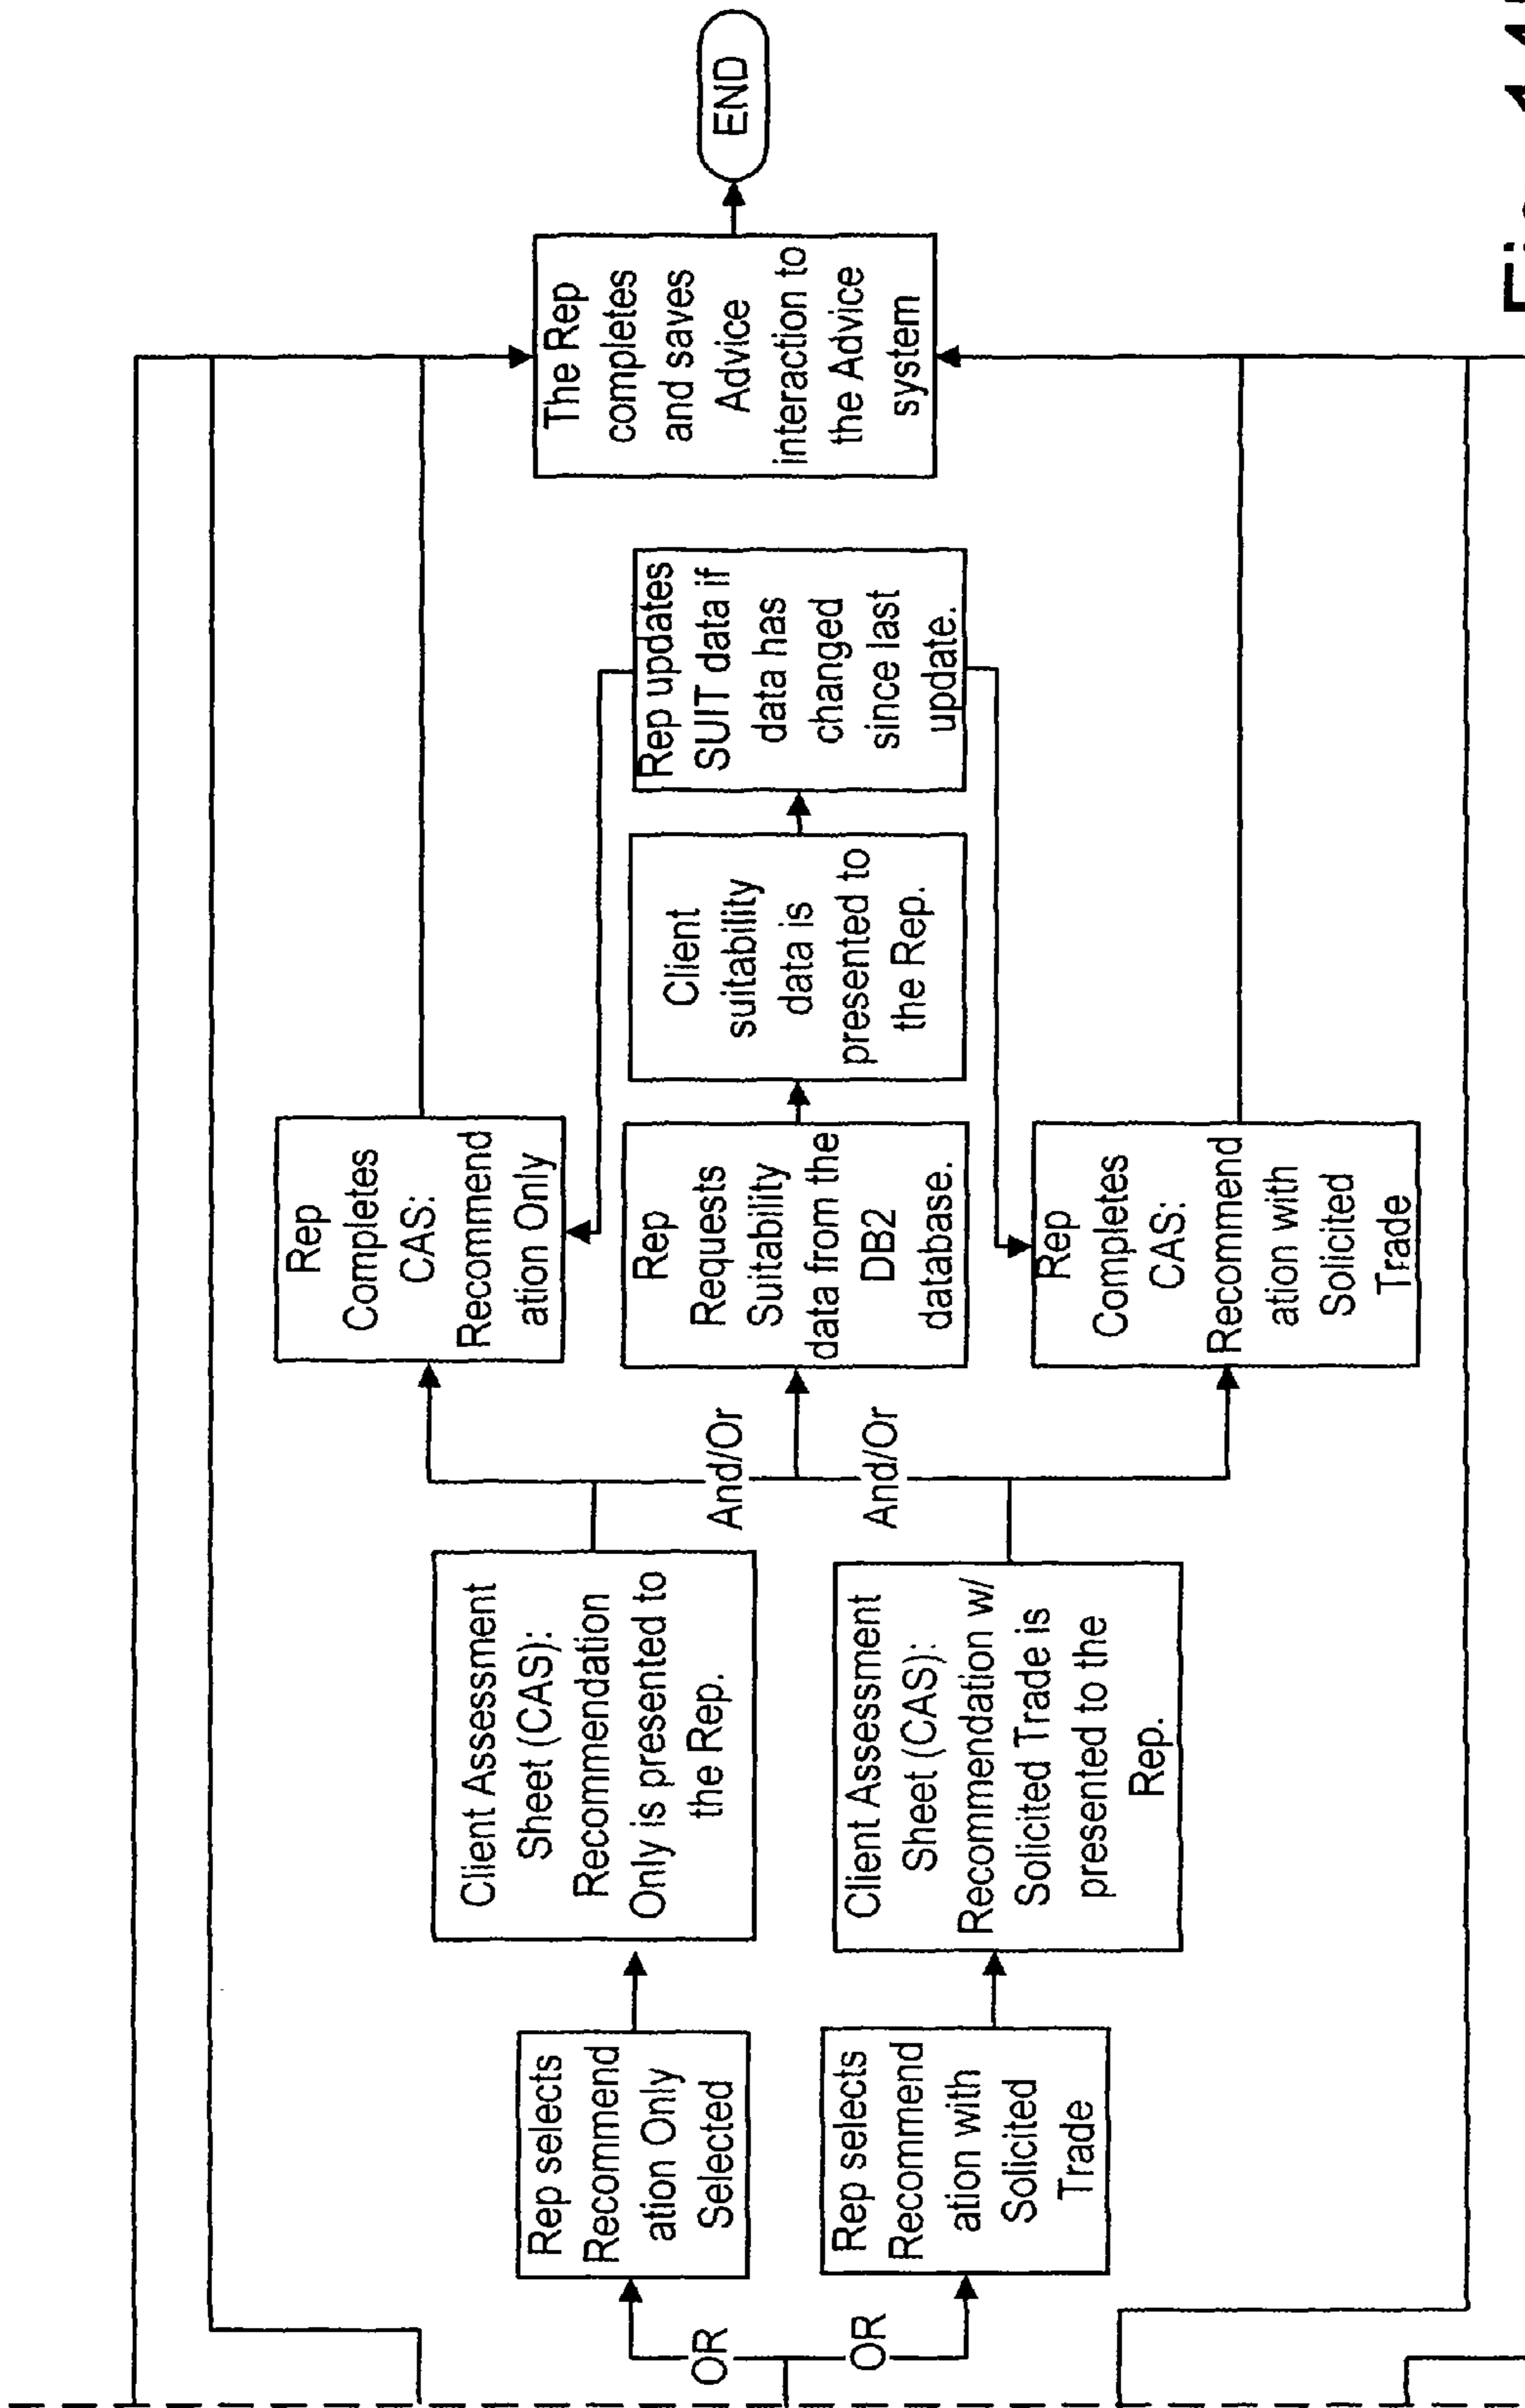 OR
OR
Rep selects
Recommend
ation Only
Selected
Rep selects
Recommend
ation with
Solicited
Trade
Client Assessment
Sheet (CAS):
Recommendation
Only is presented to
the Rep.
Client Assessment
Sheet (CAS):
Recommendation w/
Solicited Trade is
presented to the
Rep.
And/Or
And/Or
Rep
Completes
CAS:
Recommend
ation Only
Rep
Requests
Suitability
data from the
DB2
database.
Rep
Completes
CAS:
Recommend
ation with
Solicited
Trade
Client
suitability
data is
presented to
the Rep.
Rep updates
SUIT data if
data has
changed
since last
update.
The Rep
completes
and saves
Advice
interaction to
the Advice
system
END